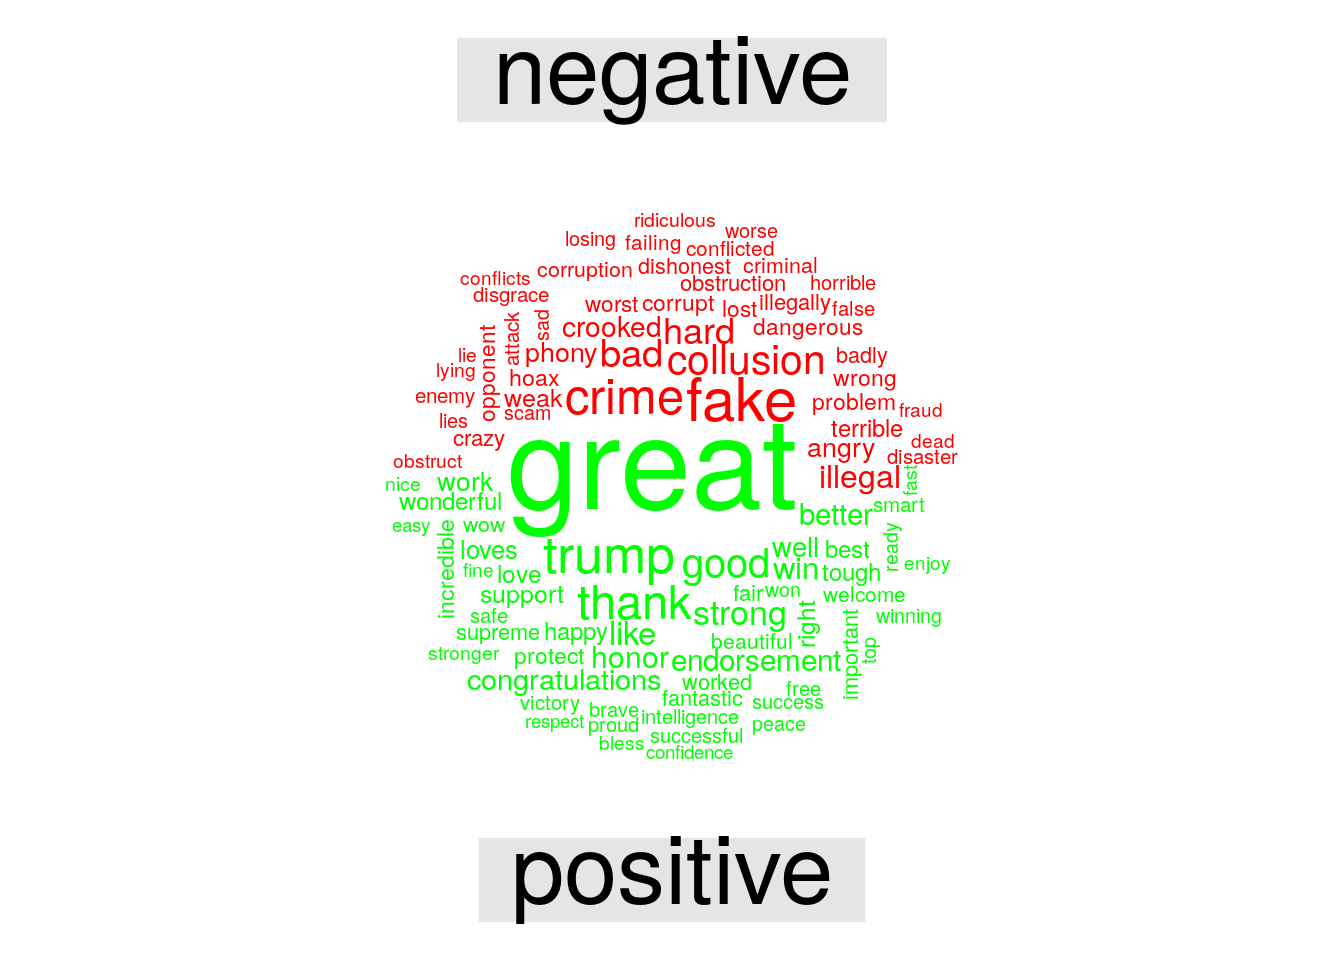 negative
ridiculous
losing failing worse
conflicted
conflicts corruption dishonest criminal
disgrace obstruction horrible
worst corrupt lost illegally false
attack sad crooked hard dangerous
lie opponent phony bad collusion badly
lying hoax crime fake wrong
enemy weak problem
lies scam fraud
crazy great terrible dead
obstruct angry disaster
nice work illegal fast
wonderful better smart
easy wow
incredible loves trump good well best ready enjoy
fine love win tough
support thank fair won welcome
safe strong right winning
supreme happy like beautiful important top
stronger protect honor endorsement
congratulations worked free
victory fantastic success
brave intelligence
respect proud peace
bless successful
confidence
positive